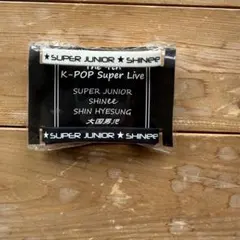 ★ SUPER JUNIOR ★ SHINee
K-POP Super Live
SUPER JUNIOR
SHINee
SHIN HYESUNG
大国男児
★ SUPER JUNIOR ★ SHINee